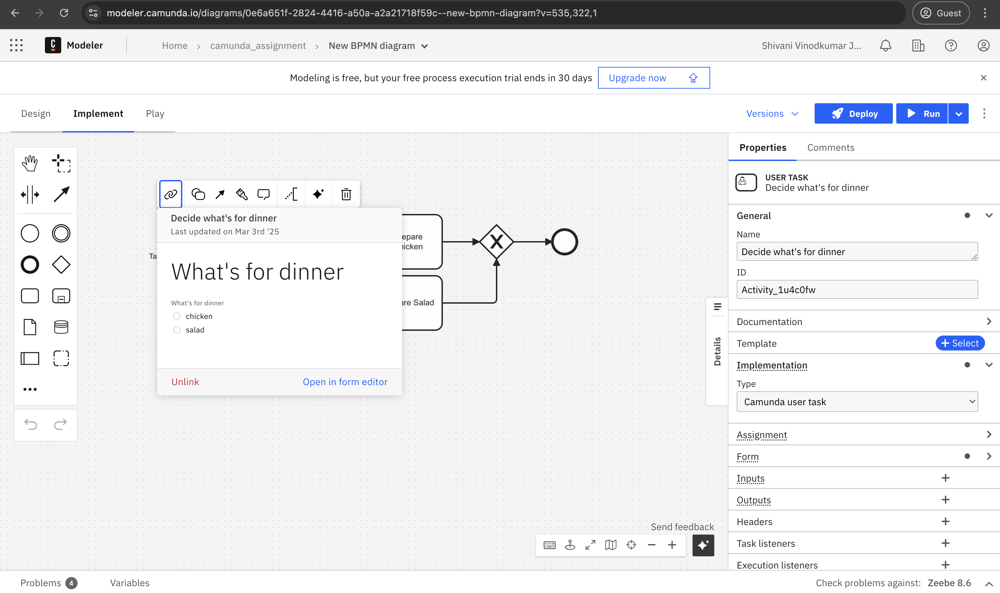 modeler.camunda.io/diagrams/0e6a651f-2824-4416-a50a-a2a21718f59c--new-bpmn-diagram?v=535,322,1
Guest
Modeler
Home > camunda_assignment > New BPMN diagram
Shivani Vinodkumar J...
Modeling is free, but your free process execution trial ends in 30 days
Upgrade now
Design
Implement
Play
Versions
Deploy
Run
Decide what's for dinner
Last updated on Mar 3rd '25
What's for dinner
What's for dinner
chicken
salad
Unlink
Open in form editor
Ta
epare
icken
are Salad
X
Details
Properties
Comments
USER TASK
Decide what's for dinner
General
Name
Decide what's for dinner
ID
Activity_1u4c0fw
Documentation
Template
+ Select
Implementation
Type
Camunda user task
Assignment
Form
Inputs
Outputs
Headers
Task listeners
Execution listeners
Send feedback
Problems 4
Variables
Check problems against: Zeebe 8.6